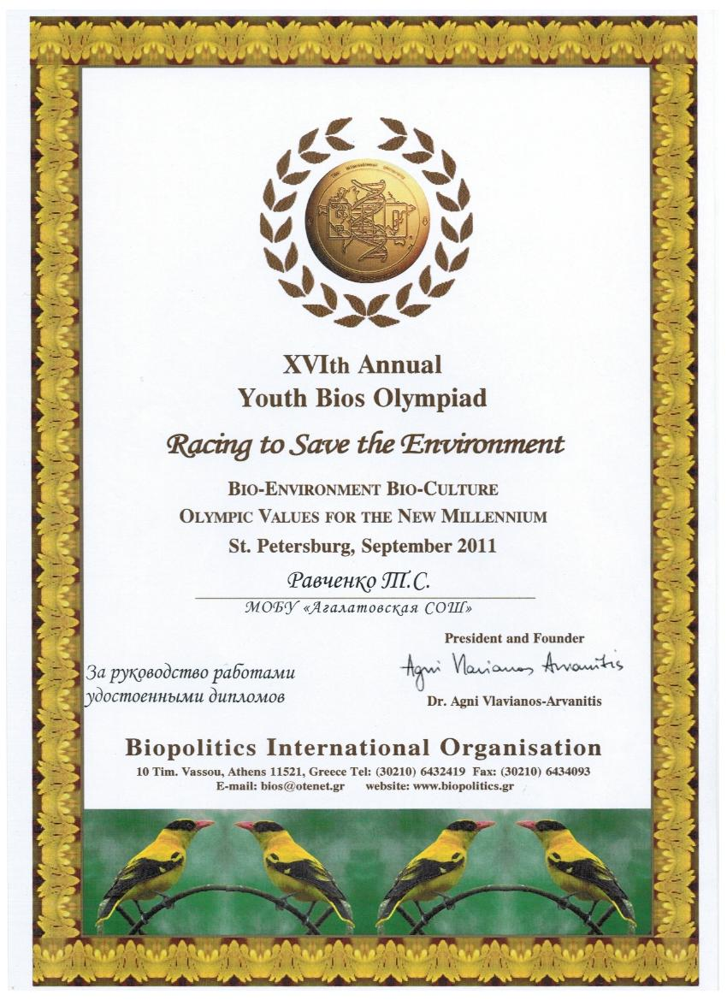 The International University
XVIth Annual
Youth Bios Olympiad
Racing to Save the Environment
BIO-ENVIRONMENT BIO-CULTURE
OLYMPIC VALUES FOR THE NEW MILLENNIUM
St. Petersburg, September 2011
Равченко Т.С.
МОБУ «Агалатовская СОШ»
President and Founder
Agni Vlavianos Arvanitis
За руководство работами
удостоенными дипломов
Dr. Agni Vlavianos-Arvanitis
Biopolitics International Organisation
10 Tim. Vassou, Athens 11521, Greece Tel: (30210) 6432419 Fax: (30210) 6434093
E-mail: bios@otenet.gr website: www.biopolitics.gr